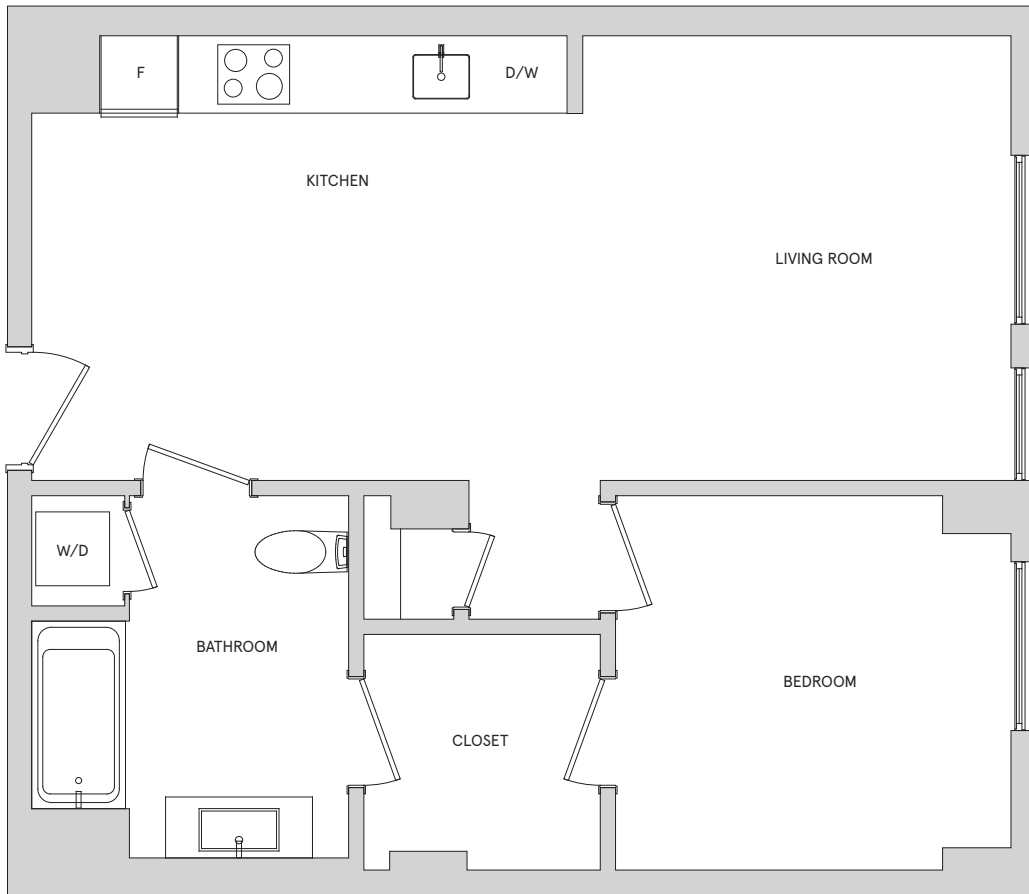 F
D/W
KITCHEN
LIVING ROOM
W/D
BATHROOM
BEDROOM
CLOSET